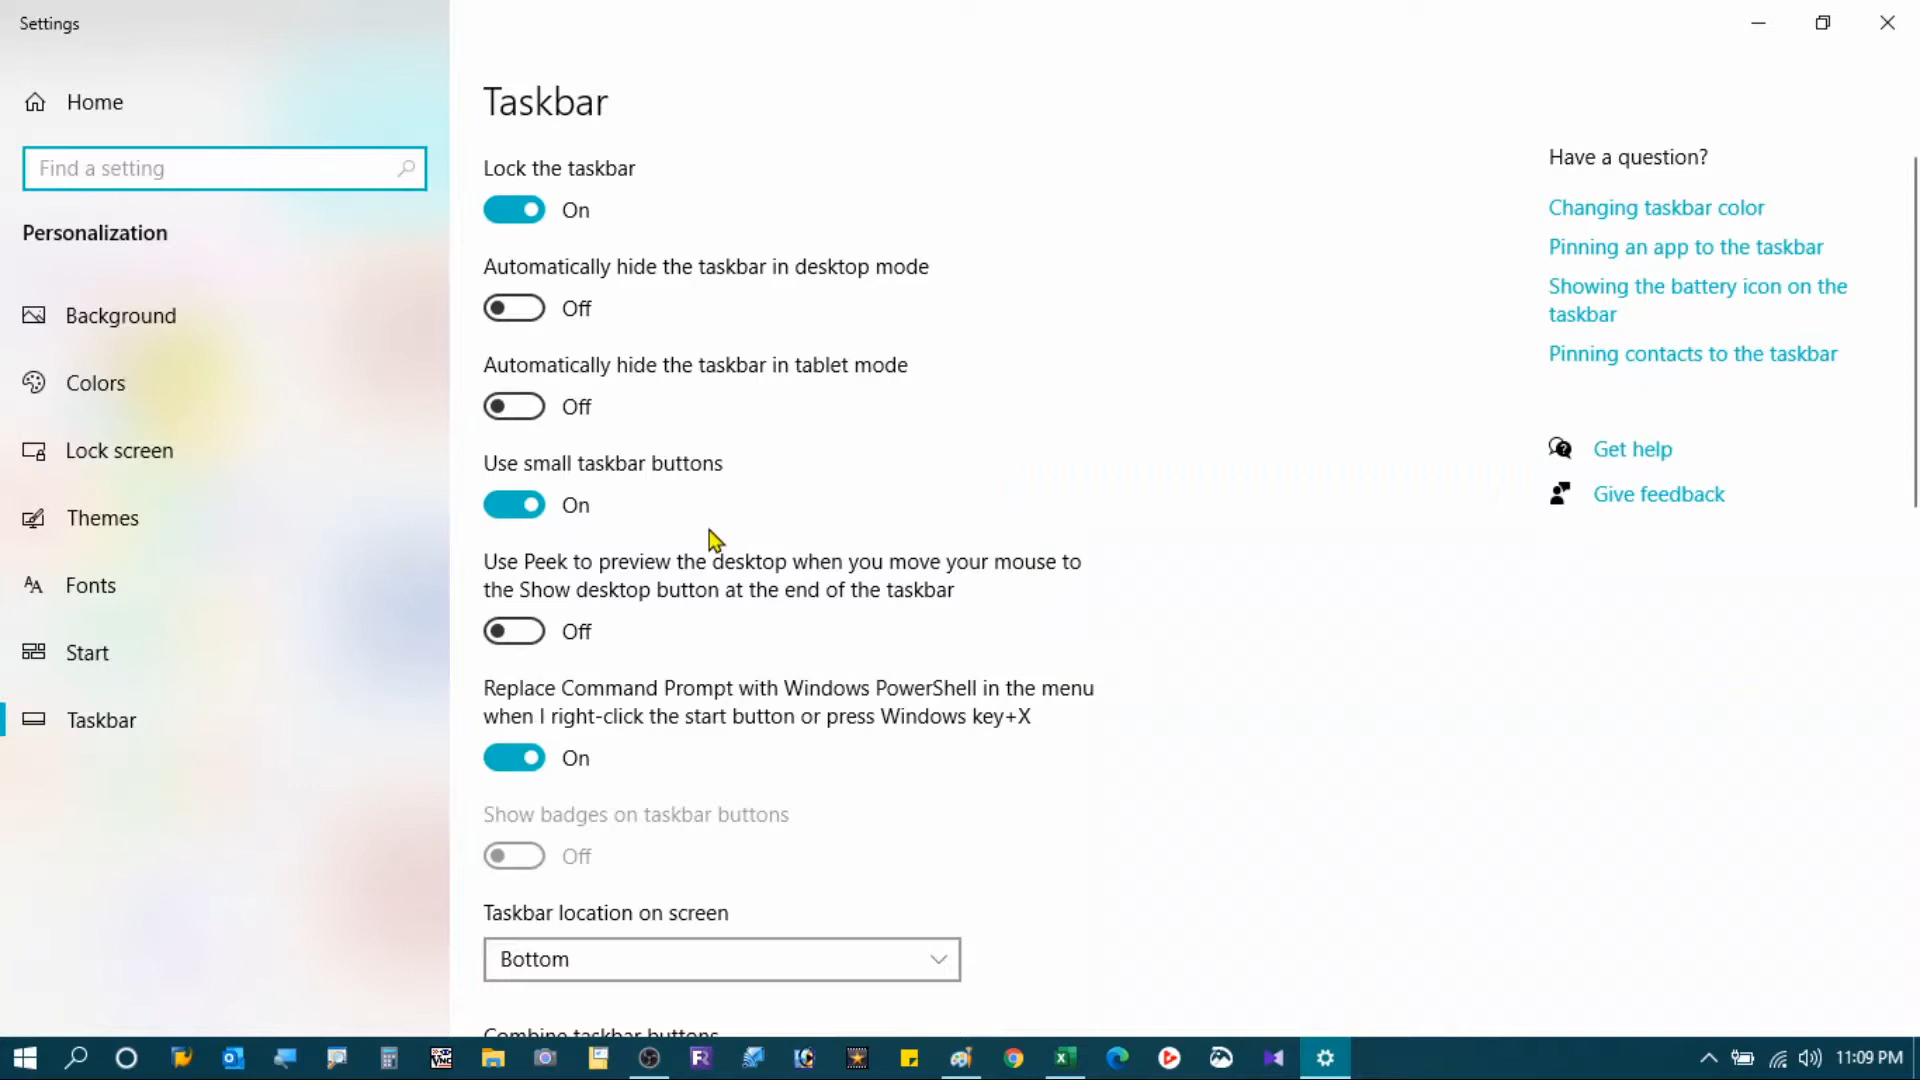 Settings
Home
Find a setting
Personalization
Background
Colors
Lock screen
Themes
Fonts
Start
Taskbar
Taskbar
Lock the taskbar
On
Automatically hide the taskbar in desktop mode
Off
Automatically hide the taskbar in tablet mode
Off
Use small taskbar buttons
On
Use Peek to preview the desktop when you move your mouse to
the Show desktop button at the end of the taskbar
Off
Replace Command Prompt with Windows PowerShell in the menu
when I right-click the start button or press Windows key+X
On
Show badges on taskbar buttons
Off
Taskbar location on screen
Bottom
Combine taskbar buttons
Have a question?
Changing taskbar color
Pinning an app to the taskbar
Showing the battery icon on the
taskbar
Pinning contacts to the taskbar
Get help
Give feedback
11:09 PM